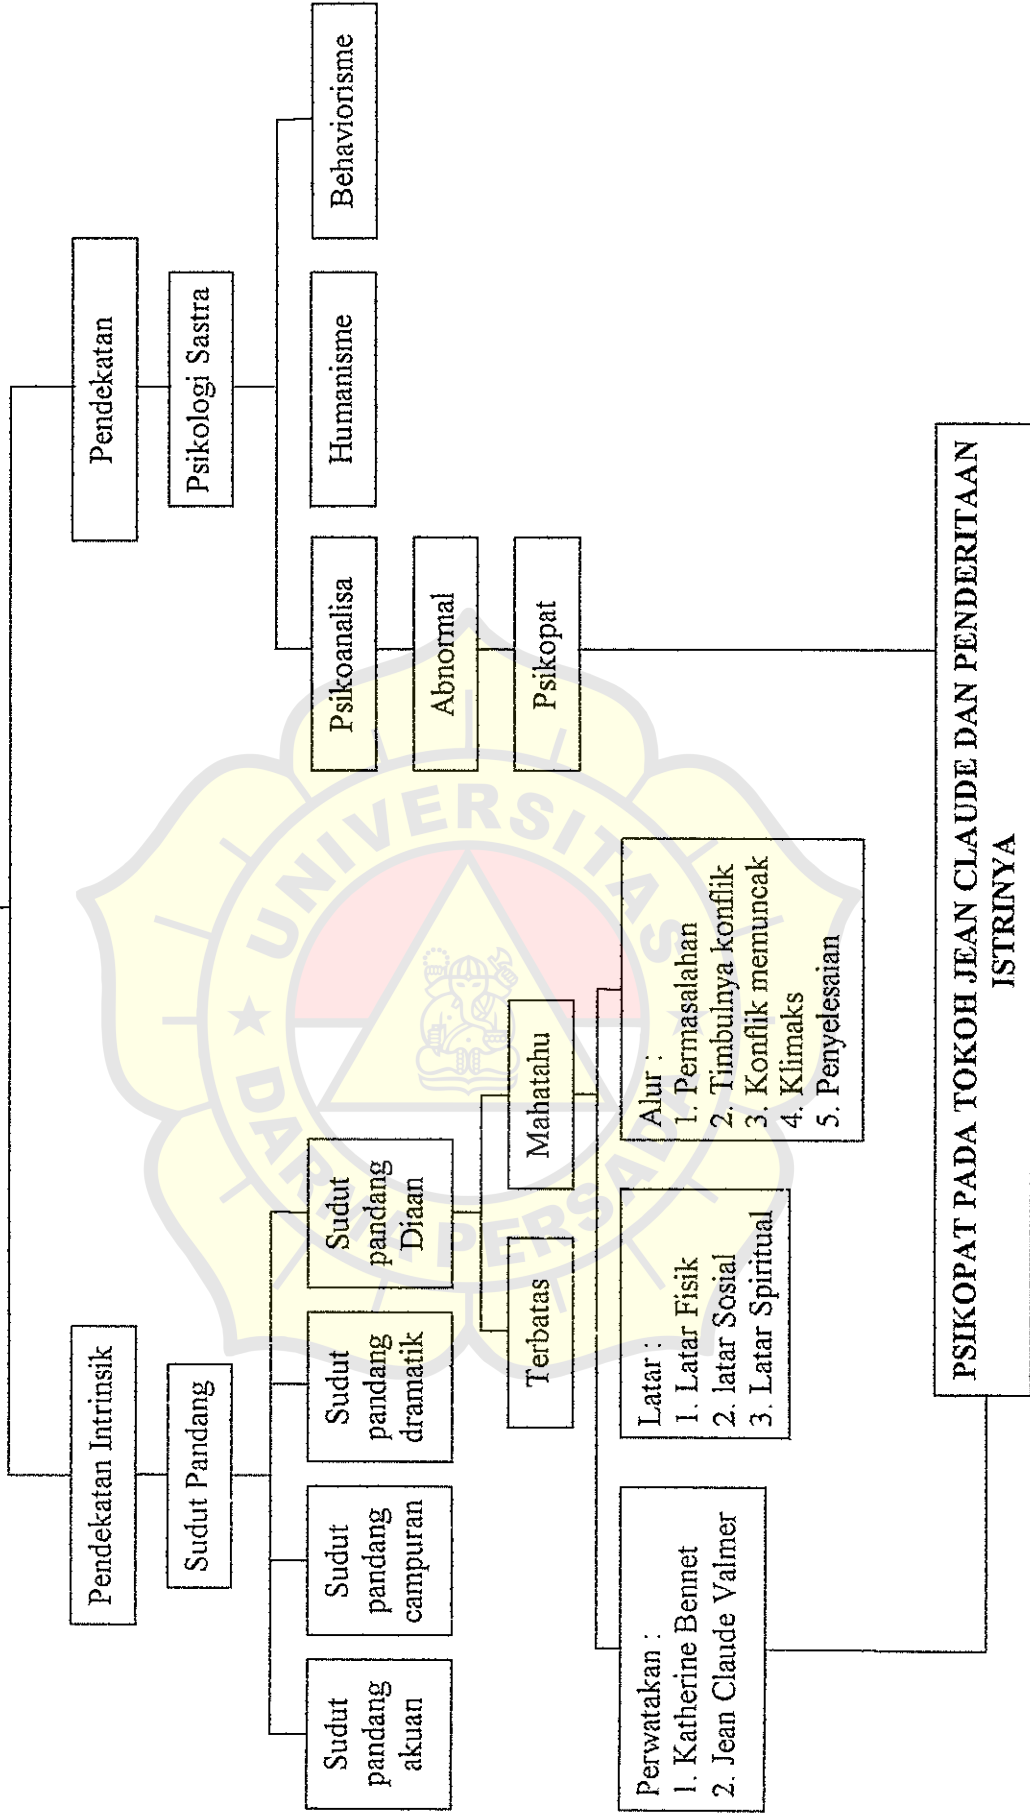 Pendekatan Intrinsik
Pendekatan
Sudut Pandang
Psikologi Sastra
Sudut
pandang
akuan
Sudut
pandang
campuran
Sudut
pandang
dramatik
Sudut
pandang
Diaan
Psikoanalisa
Humanisme
Behaviorisme
Abnormal
Terbatas
Mahatahu
Psikopat
Perwatakan :
1. Katherine Bennet
2. Jean Claude Valmer
Latar :
1. Latar Fisik
2. latar Sosial
3. Latar Spiritual
Alur :
1. Permasalahan
2. Timbulnya konflik
3. Konflik memuncak
4. Klimaks
5. Penyelesaian
PSIKOPAT PADA TOKOH JEAN CLAUDE DAN PENDERITAAN
ISTRINYA
UNIVERSITAS
DARMA PERSADA